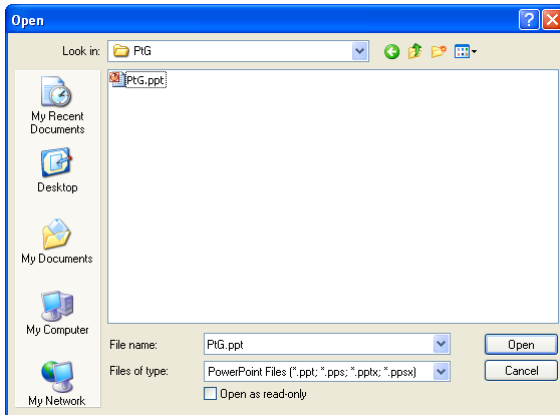 Open
Look in:
PtG
PtG.ppt
My Recent
Documents
Desktop
My Documents
My Computer
My Network
File name:
PtG.ppt
Open
Files of type:
PowerPoint Files (*.ppt; *.pps; *.pptx; *.ppsx)
Cancel
Open as read-only